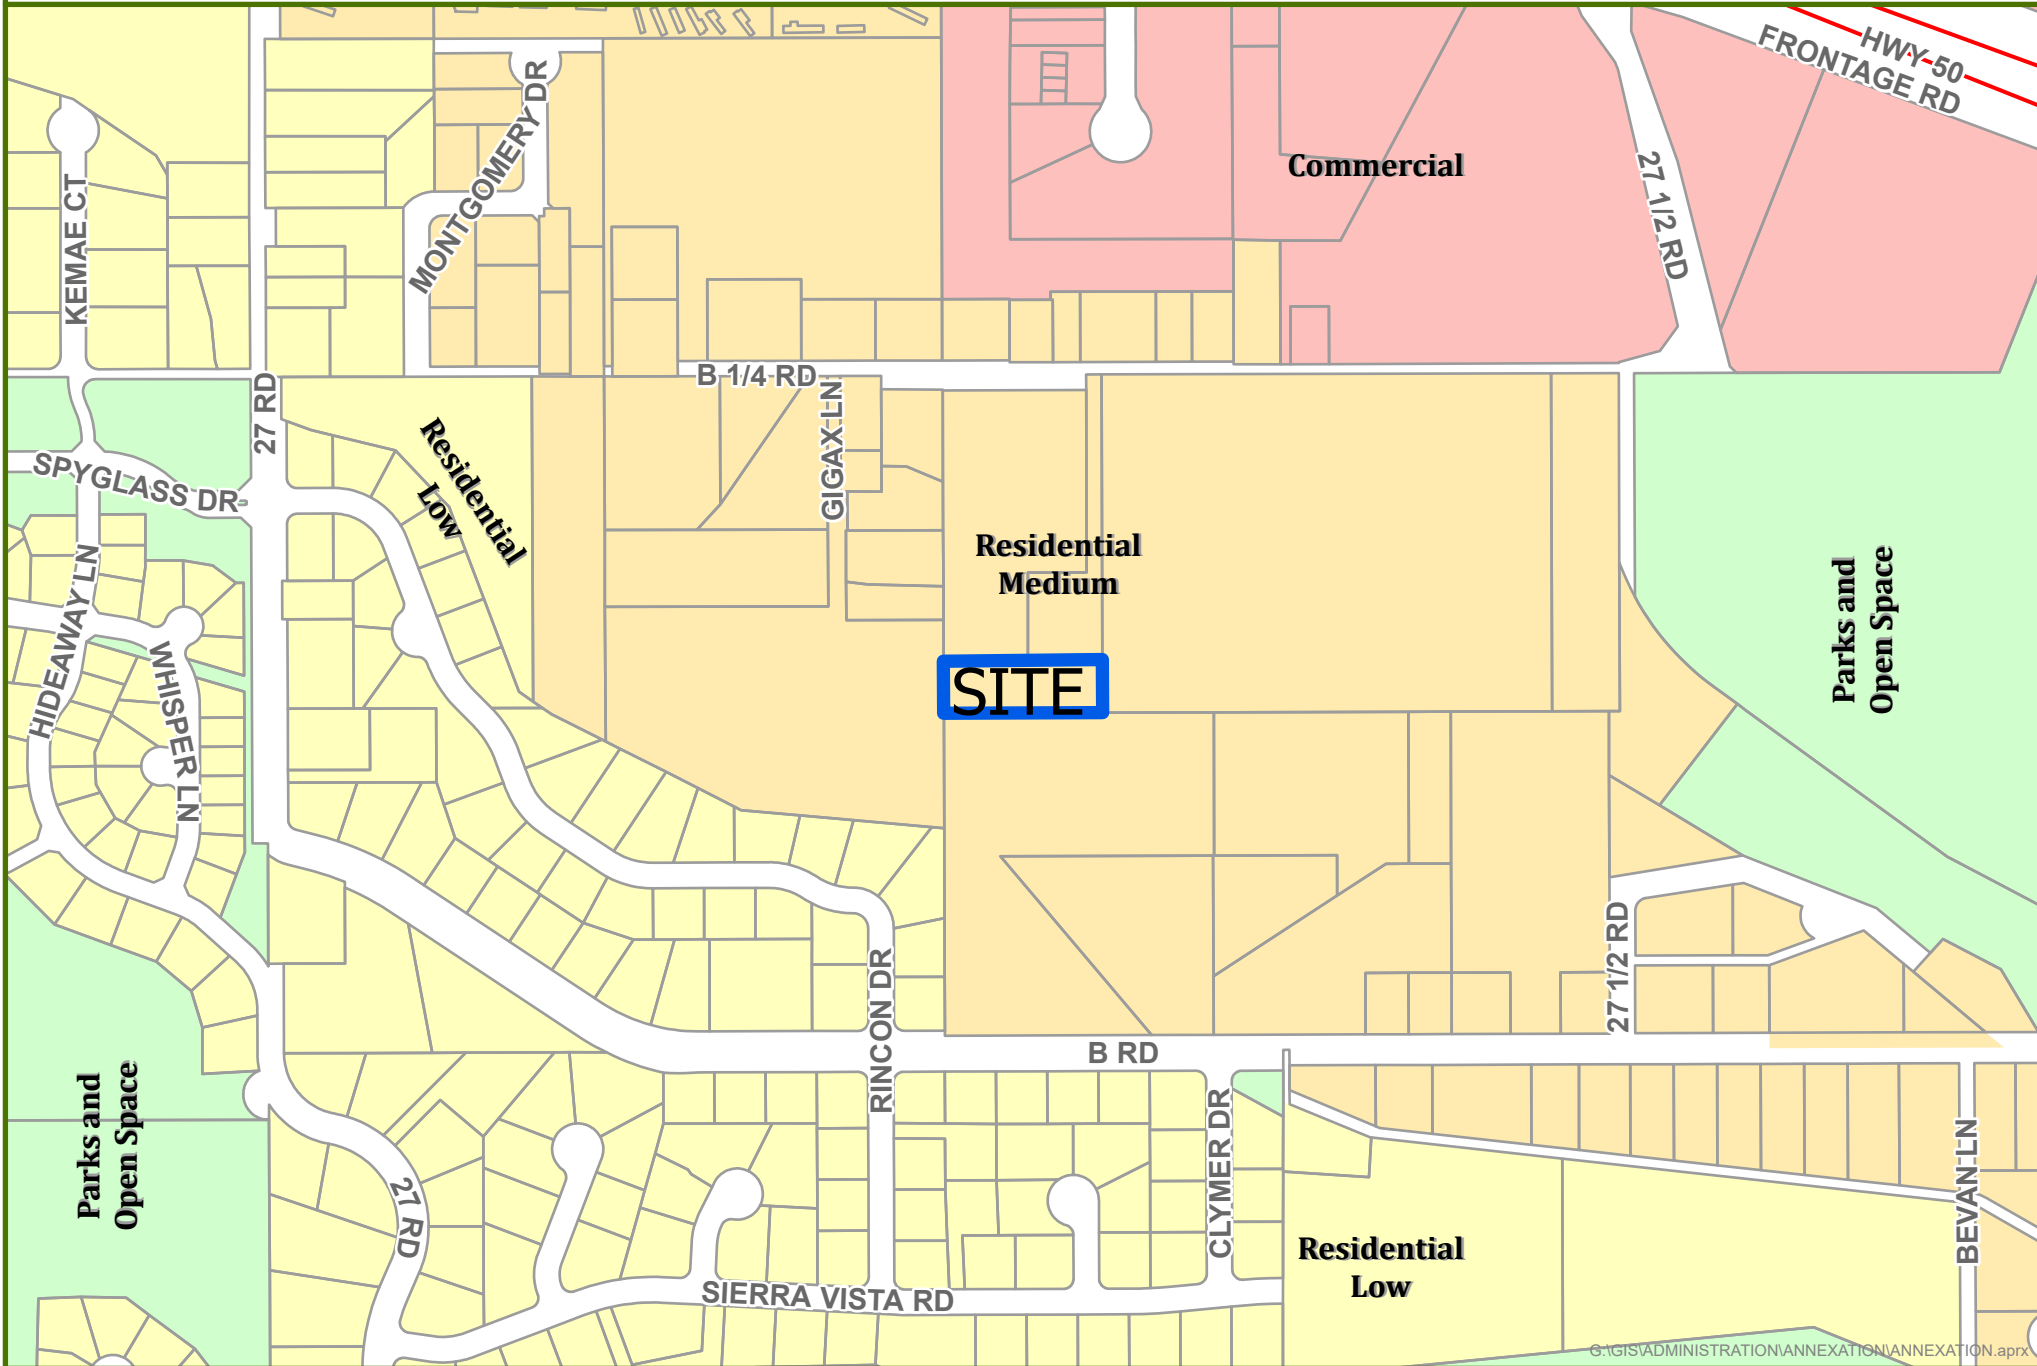 HWY 50
FRONTAGE RD
MONTGOMERY DR
Commercial
27 1/2 RD
KEMAE CT
B 1/4 RD
27 RD
GIGAX LN
Residential
Low
SPYGLASS DR
Residential
Medium
Parks and
Open Space
HIDEAWAY LN
WHISPER LN
SITE
27 1/2 RD
RINCON DR
B RD
Parks and
Open Space
CLYMER DR
BEVAN LN
27 RD
Residential
Low
SIERRA VISTA RD
G:\GIS\ADMINISTRATION\ANNEXATION\ANNEXATION.aprx